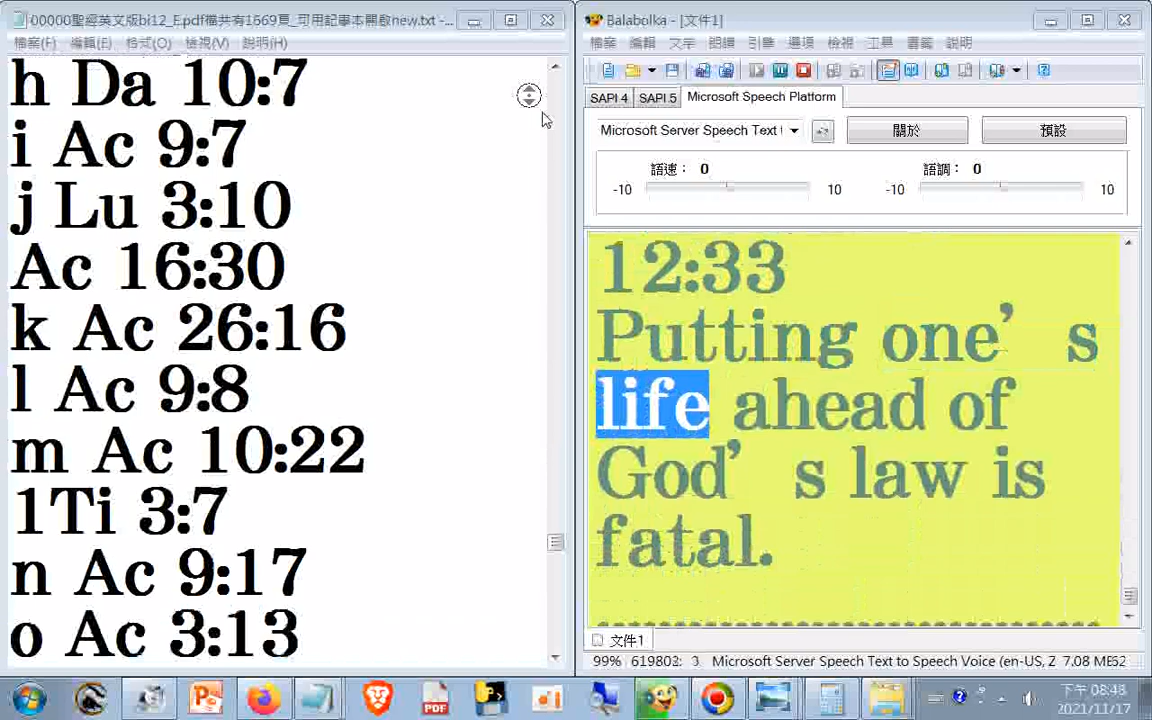 00000聖經英文版bi12_E.pdf檔共有1669頁_可用記事本開啟new.txt -...
檔案(F) 編輯(E) 格式(O) 檢視(V) 說明(H)
h Da 10:7
i Ac 9:7
j Lu 3:10
Ac 16:30
k Ac 26:16
l Ac 9:8
m Ac 10:22
1Ti 3:7
n Ac 9:17
o Ac 3:13
Balabolka - [文件1]
檔案 編輯 文字 朗讀 引擎 選項 檢視 工具 書籤 說明
SAPI 4 SAPI 5 Microsoft Speech Platform
Microsoft Server Speech Text 關於 預設
語速： 0 語調： 0
-10 10 -10 10
12:33
Putting one’s
life ahead of
God’s law is
fatal.
文件1
99% 619802: 3 Microsoft Server Speech Text to Speech Voice (en-US, Z 7.08 ME
下午 08:43
2021/11/17